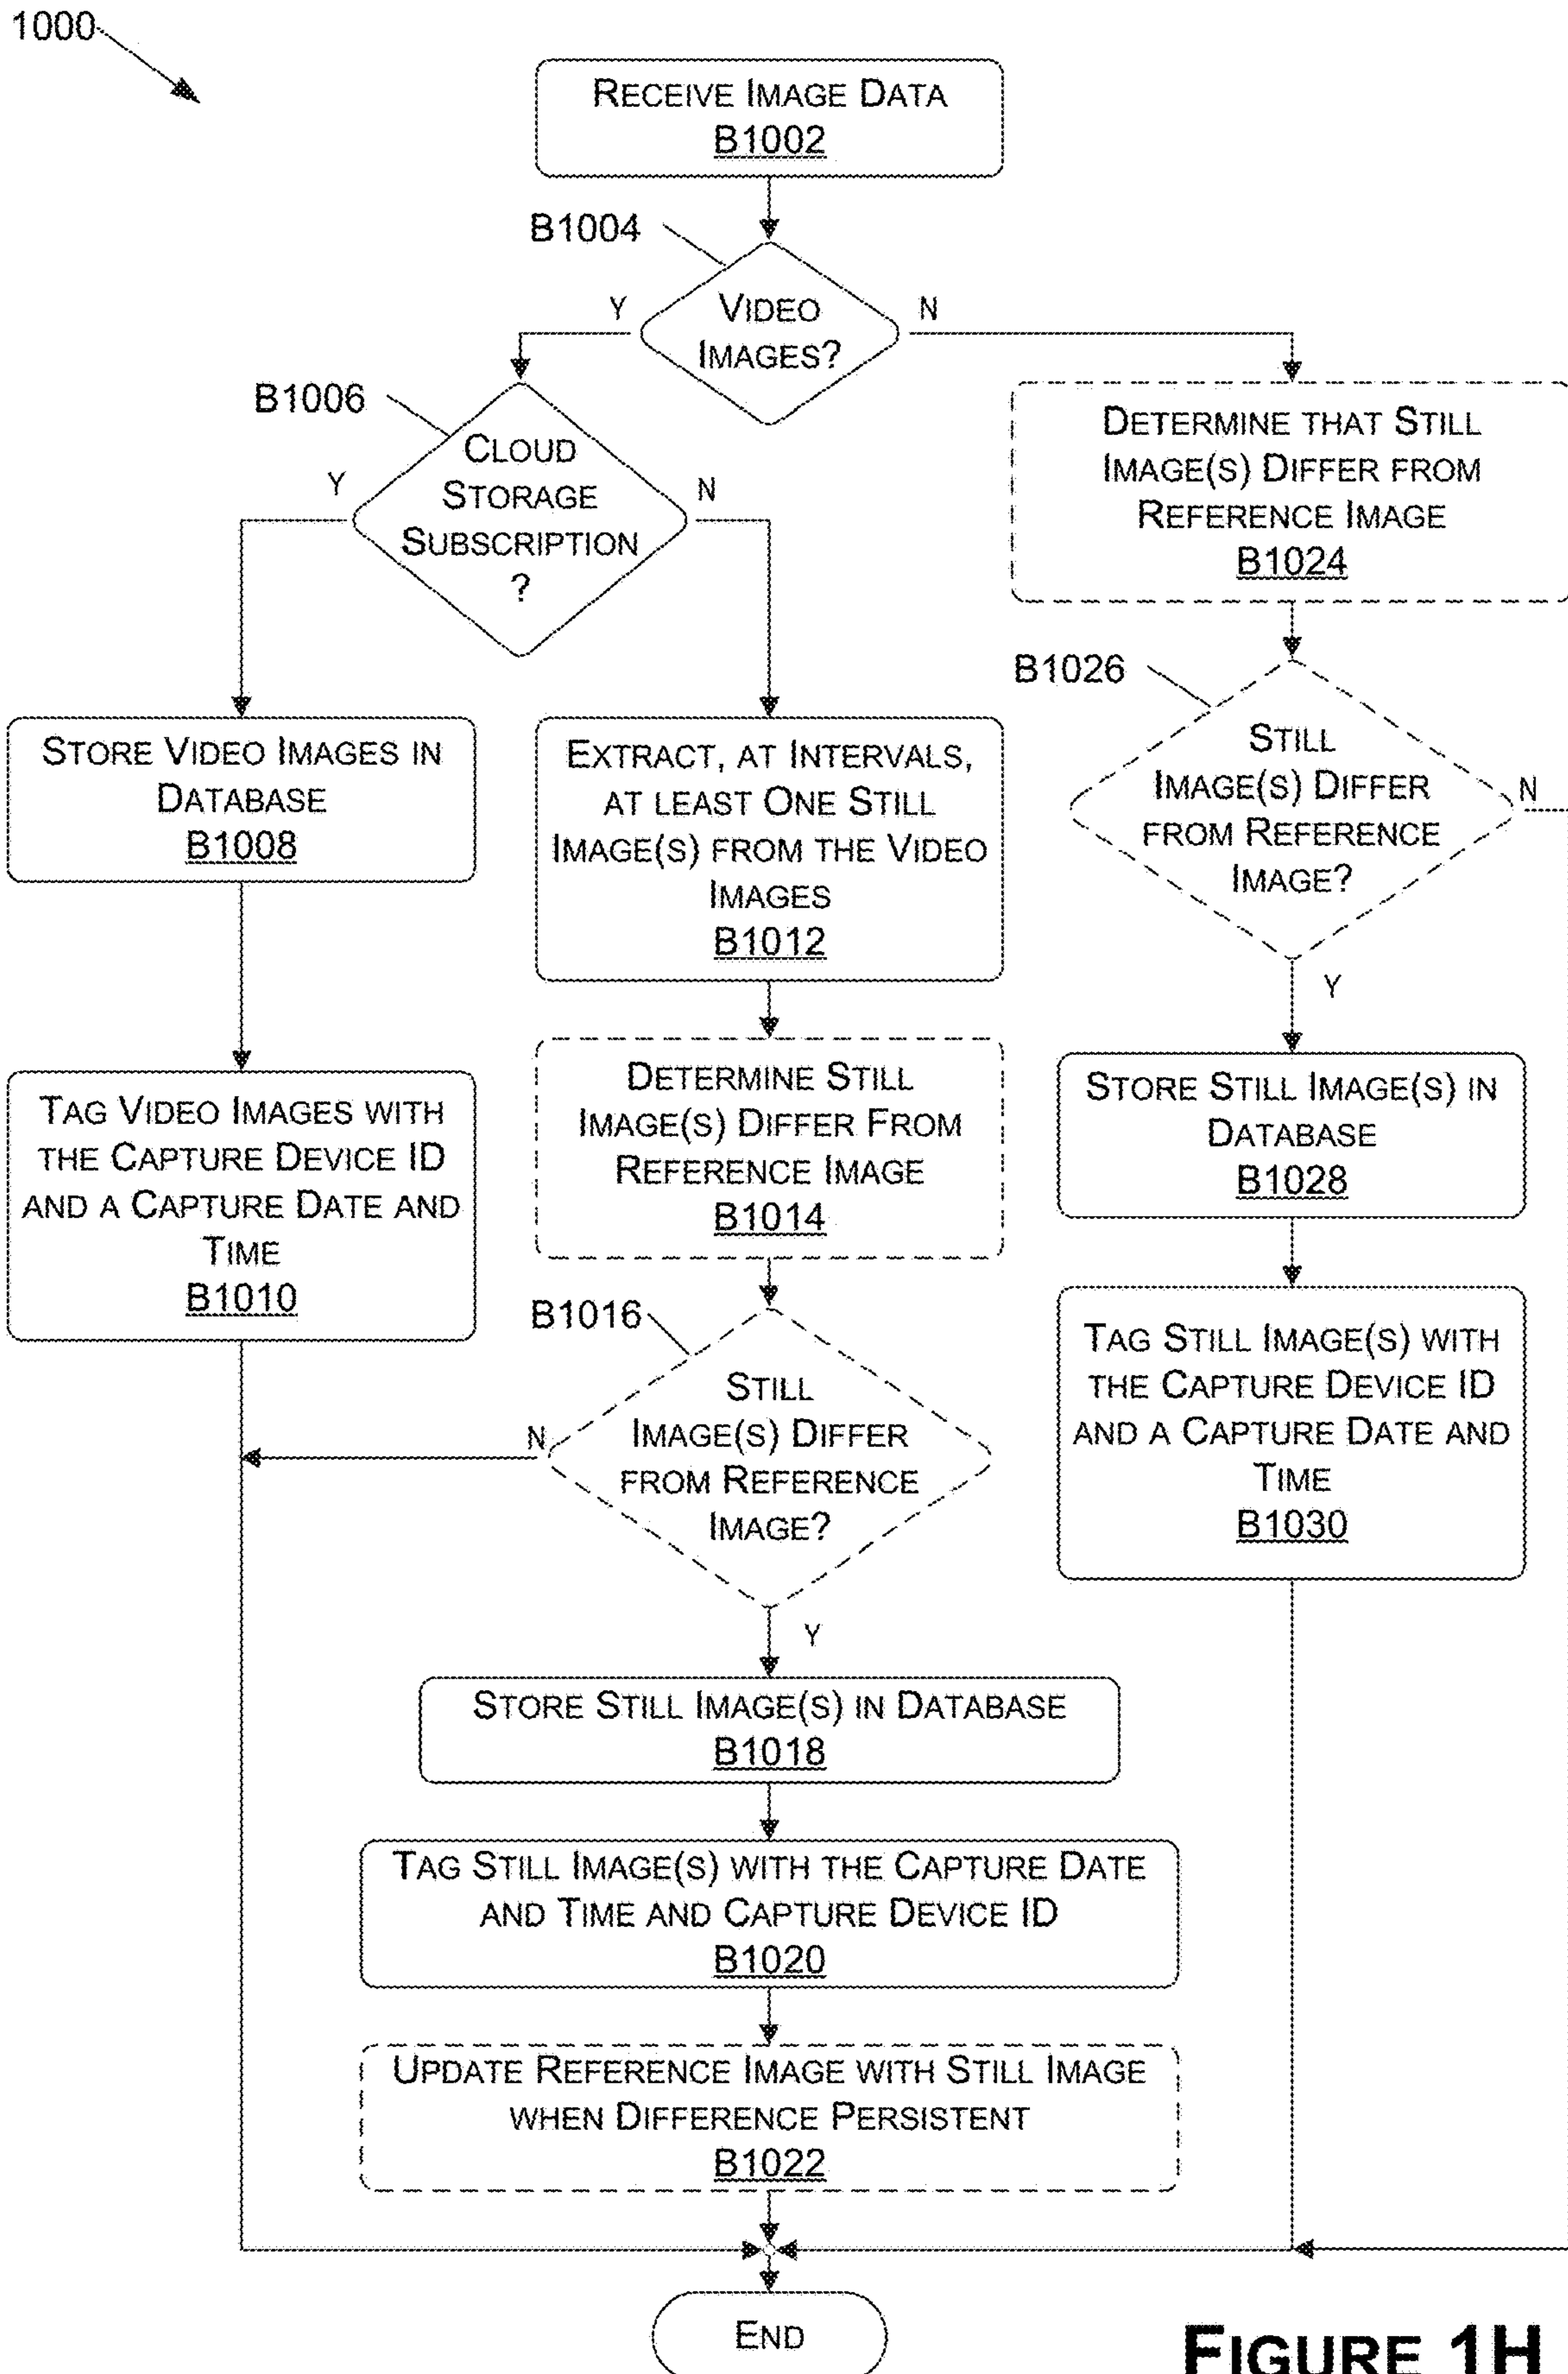 1000
RECEIVE IMAGE DATA
B1002
B1004
VIDEO
IMAGES?
Y
N
B1006
CLOUD
STORAGE
SUBSCRIPTION
?
Y
N
STORE VIDEO IMAGES IN
DATABASE
B1008
TAG VIDEO IMAGES WITH
THE CAPTURE DEVICE ID
AND A CAPTURE DATE AND
TIME
B1010
EXTRACT, AT INTERVALS,
AT LEAST ONE STILL
IMAGE(S) FROM THE VIDEO
IMAGES
B1012
DETERMINE STILL
IMAGE(S) DIFFER FROM
REFERENCE IMAGE
B1014
B1016
STILL
IMAGE(S) DIFFER
FROM REFERENCE
IMAGE?
N
Y
STORE STILL IMAGE(S) IN DATABASE
B1018
TAG STILL IMAGE(S) WITH THE CAPTURE DATE
AND TIME AND CAPTURE DEVICE ID
B1020
UPDATE REFERENCE IMAGE WITH STILL IMAGE
WHEN DIFFERENCE PERSISTENT
B1022
DETERMINE THAT STILL
IMAGE(S) DIFFER FROM
REFERENCE IMAGE
B1024
B1026
STILL
IMAGE(S) DIFFER
FROM REFERENCE
IMAGE?
N
Y
STORE STILL IMAGE(S) IN
DATABASE
B1028
TAG STILL IMAGE(S) WITH
THE CAPTURE DEVICE ID
AND A CAPTURE DATE AND
TIME
B1030
END
FIGURE 1H